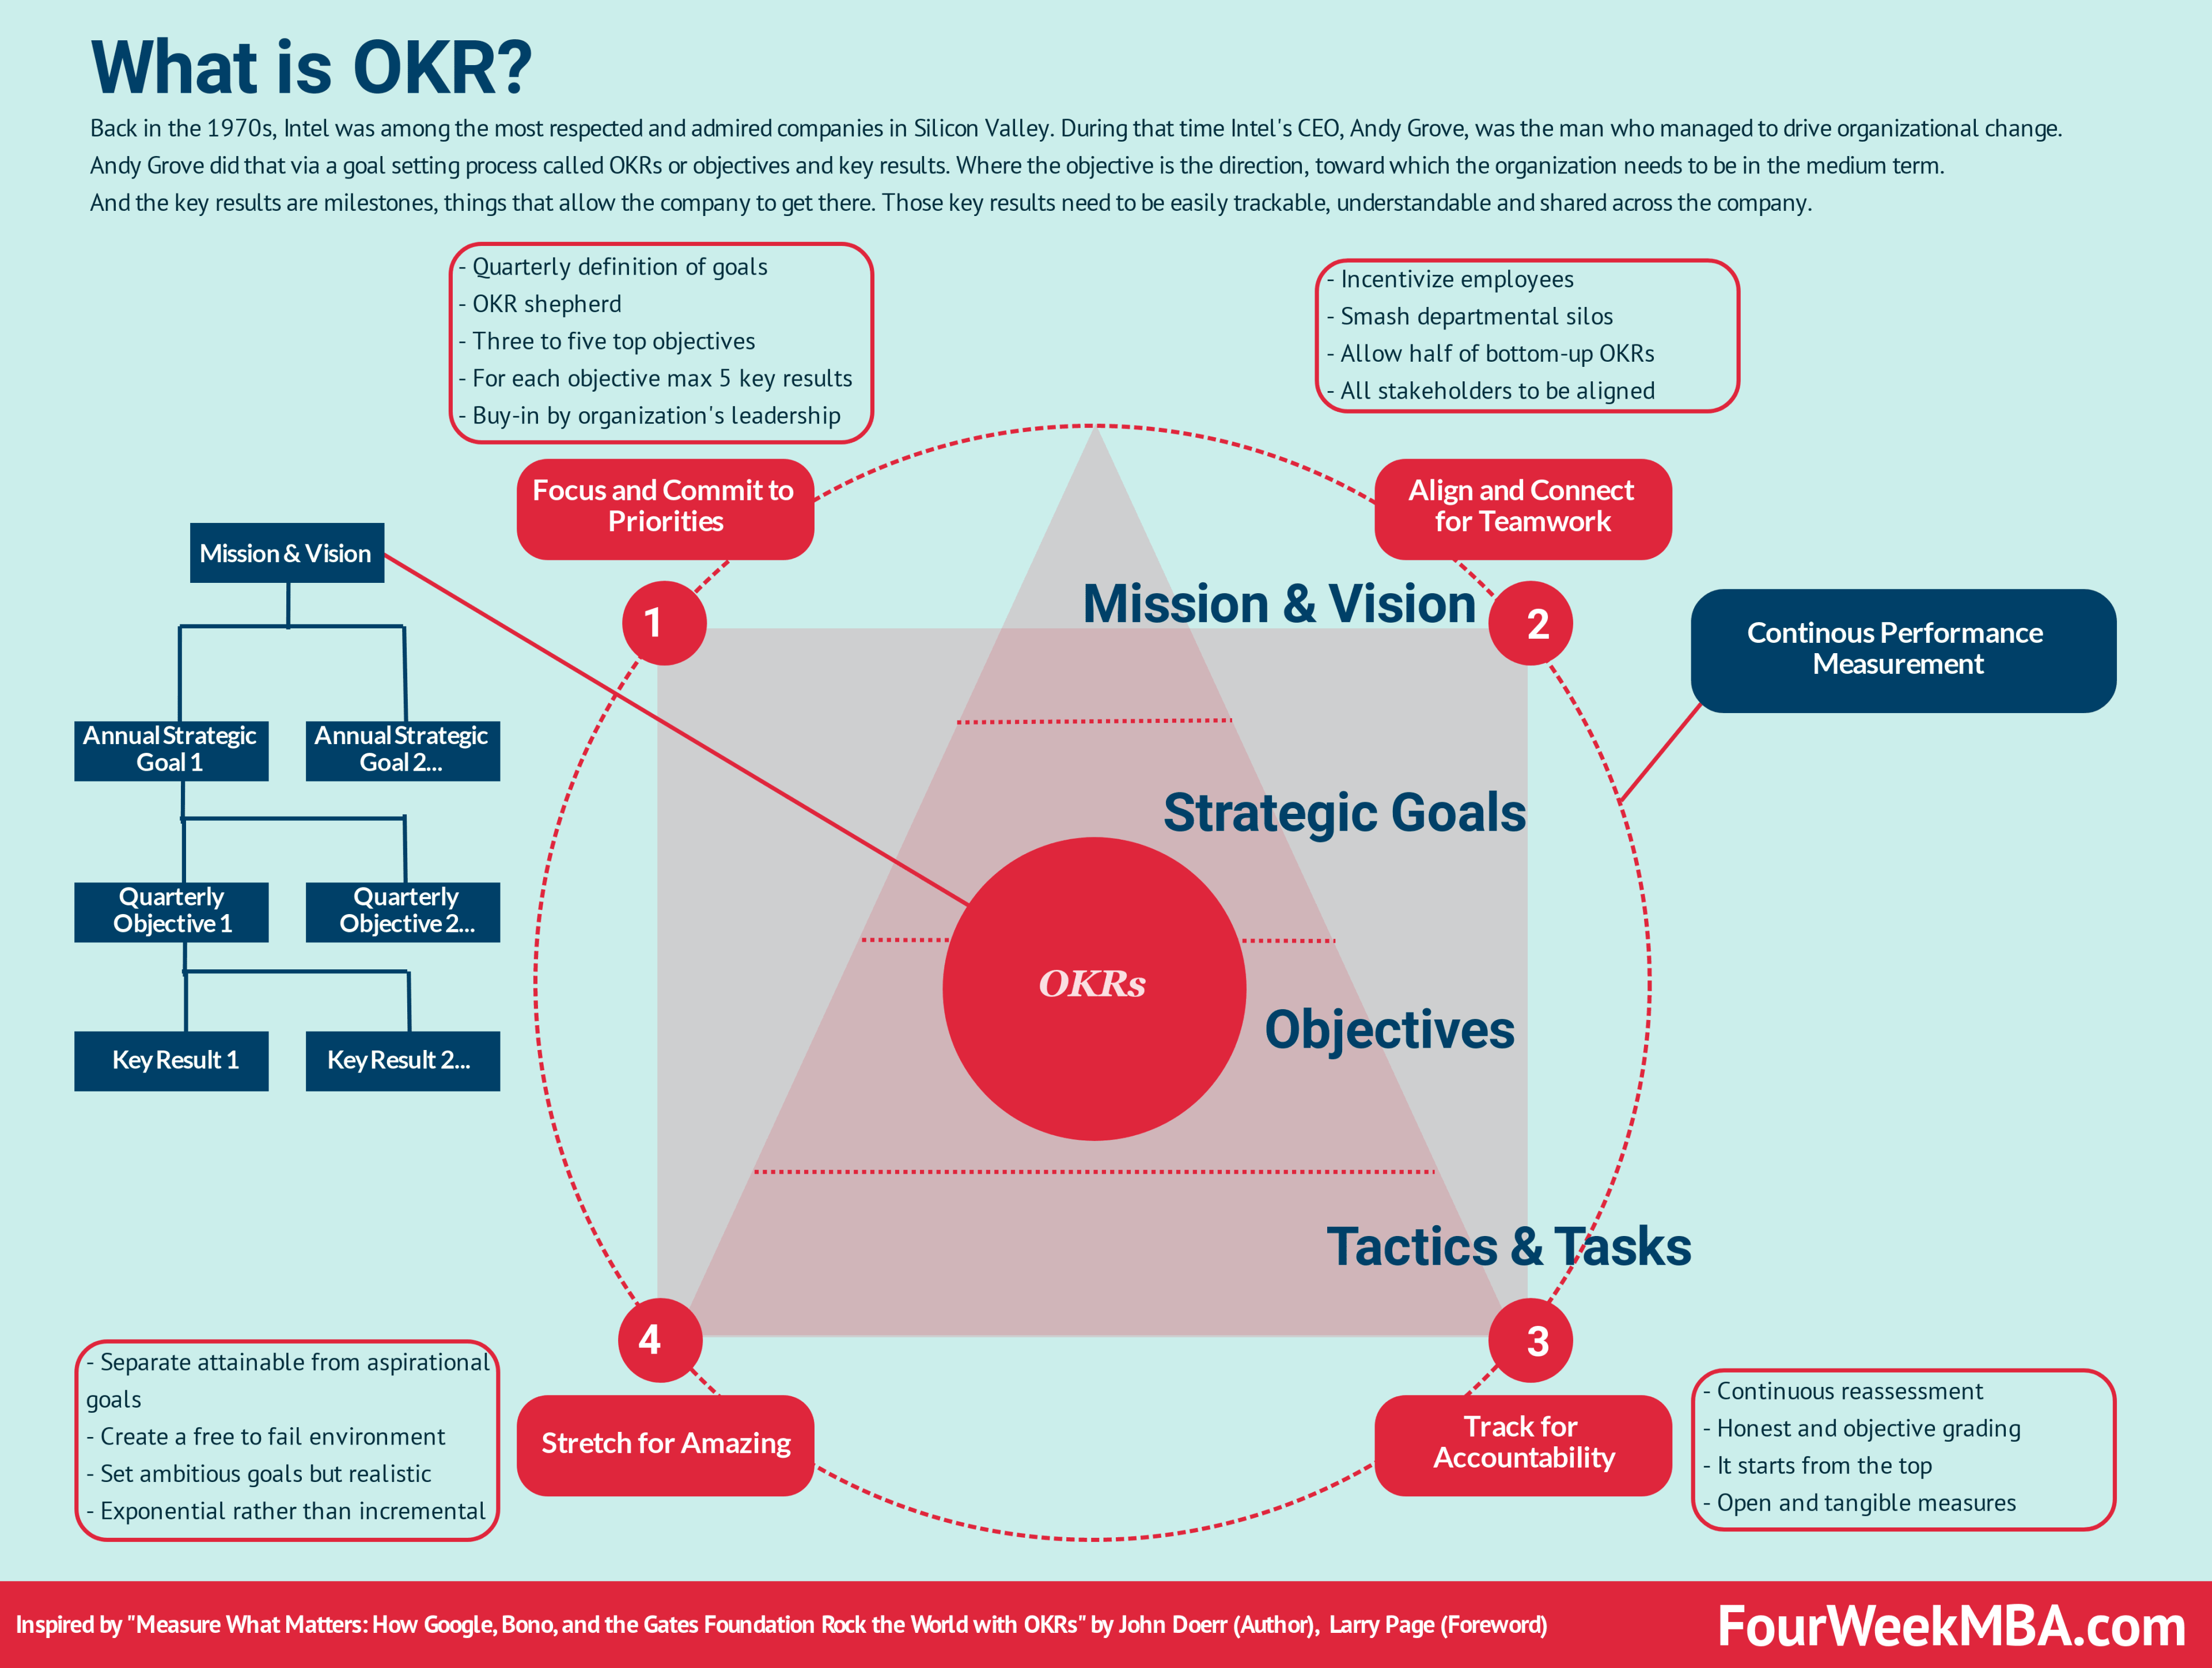 What is OKR?
Back in the 1970s, Intel was among the most respected and admired companies in Silicon Valley. During that time Intel's CEO, Andy Grove, was the man who managed to drive organizational change.
Andy Grove did that via a goal setting process called OKRs or objectives and key results. Where the objective is the direction, toward which the organization needs to be in the medium term.
And the key results are milestones, things that allow the company to get there. Those key results need to be easily trackable, understandable and shared across the company.
- Quarterly definition of goals
- OKR shepherd
- Three to five top objectives
- For each objective max 5 key results
- Buy-in by organization's leadership
- Incentivize employees
- Smash departmental silos
- Allow half of bottom-up OKRs
- All stakeholders to be aligned
Focus and Commit to
Priorities
Align and Connect
for Teamwork
1
2
Mission & Vision
Annual Strategic
Goal 1
Annual Strategic
Goal 2...
Quarterly
Objective 1
Quarterly
Objective 2...
Key Result 1
Key Result 2...
Mission & Vision
Strategic Goals
OKRs
Objectives
Tactics & Tasks
Continous Performance
Measurement
4
3
Stretch for Amazing
Track for
Accountability
- Separate attainable from aspirational
goals
- Create a free to fail environment
- Set ambitious goals but realistic
- Exponential rather than incremental
- Continuous reassessment
- Honest and objective grading
- It starts from the top
- Open and tangible measures
Inspired by "Measure What Matters: How Google, Bono, and the Gates Foundation Rock the World with OKRs" by John Doerr (Author), Larry Page (Foreword)
FourWeekMBA.com